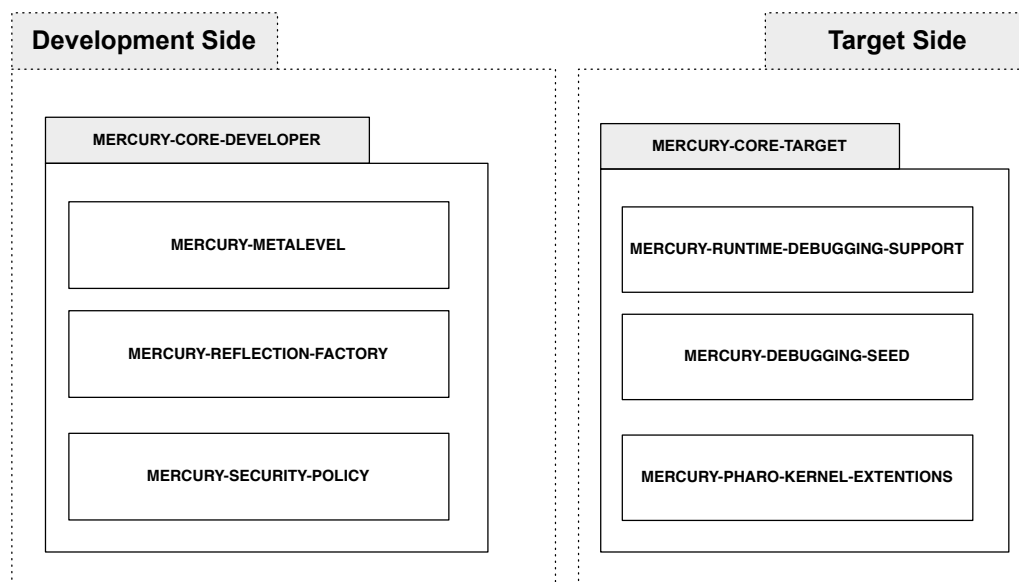 Development Side
Target Side
MERCURY-CORE-DEVELOPER
MERCURY-METALEVEL
MERCURY-REFLECTION-FACTORY
MERCURY-SECURITY-POLICY
MERCURY-CORE-TARGET
MERCURY-RUNTIME-DEBUGGING-SUPPORT
MERCURY-DEBUGGING-SEED
MERCURY-PHARO-KERNEL-EXTENTIONS